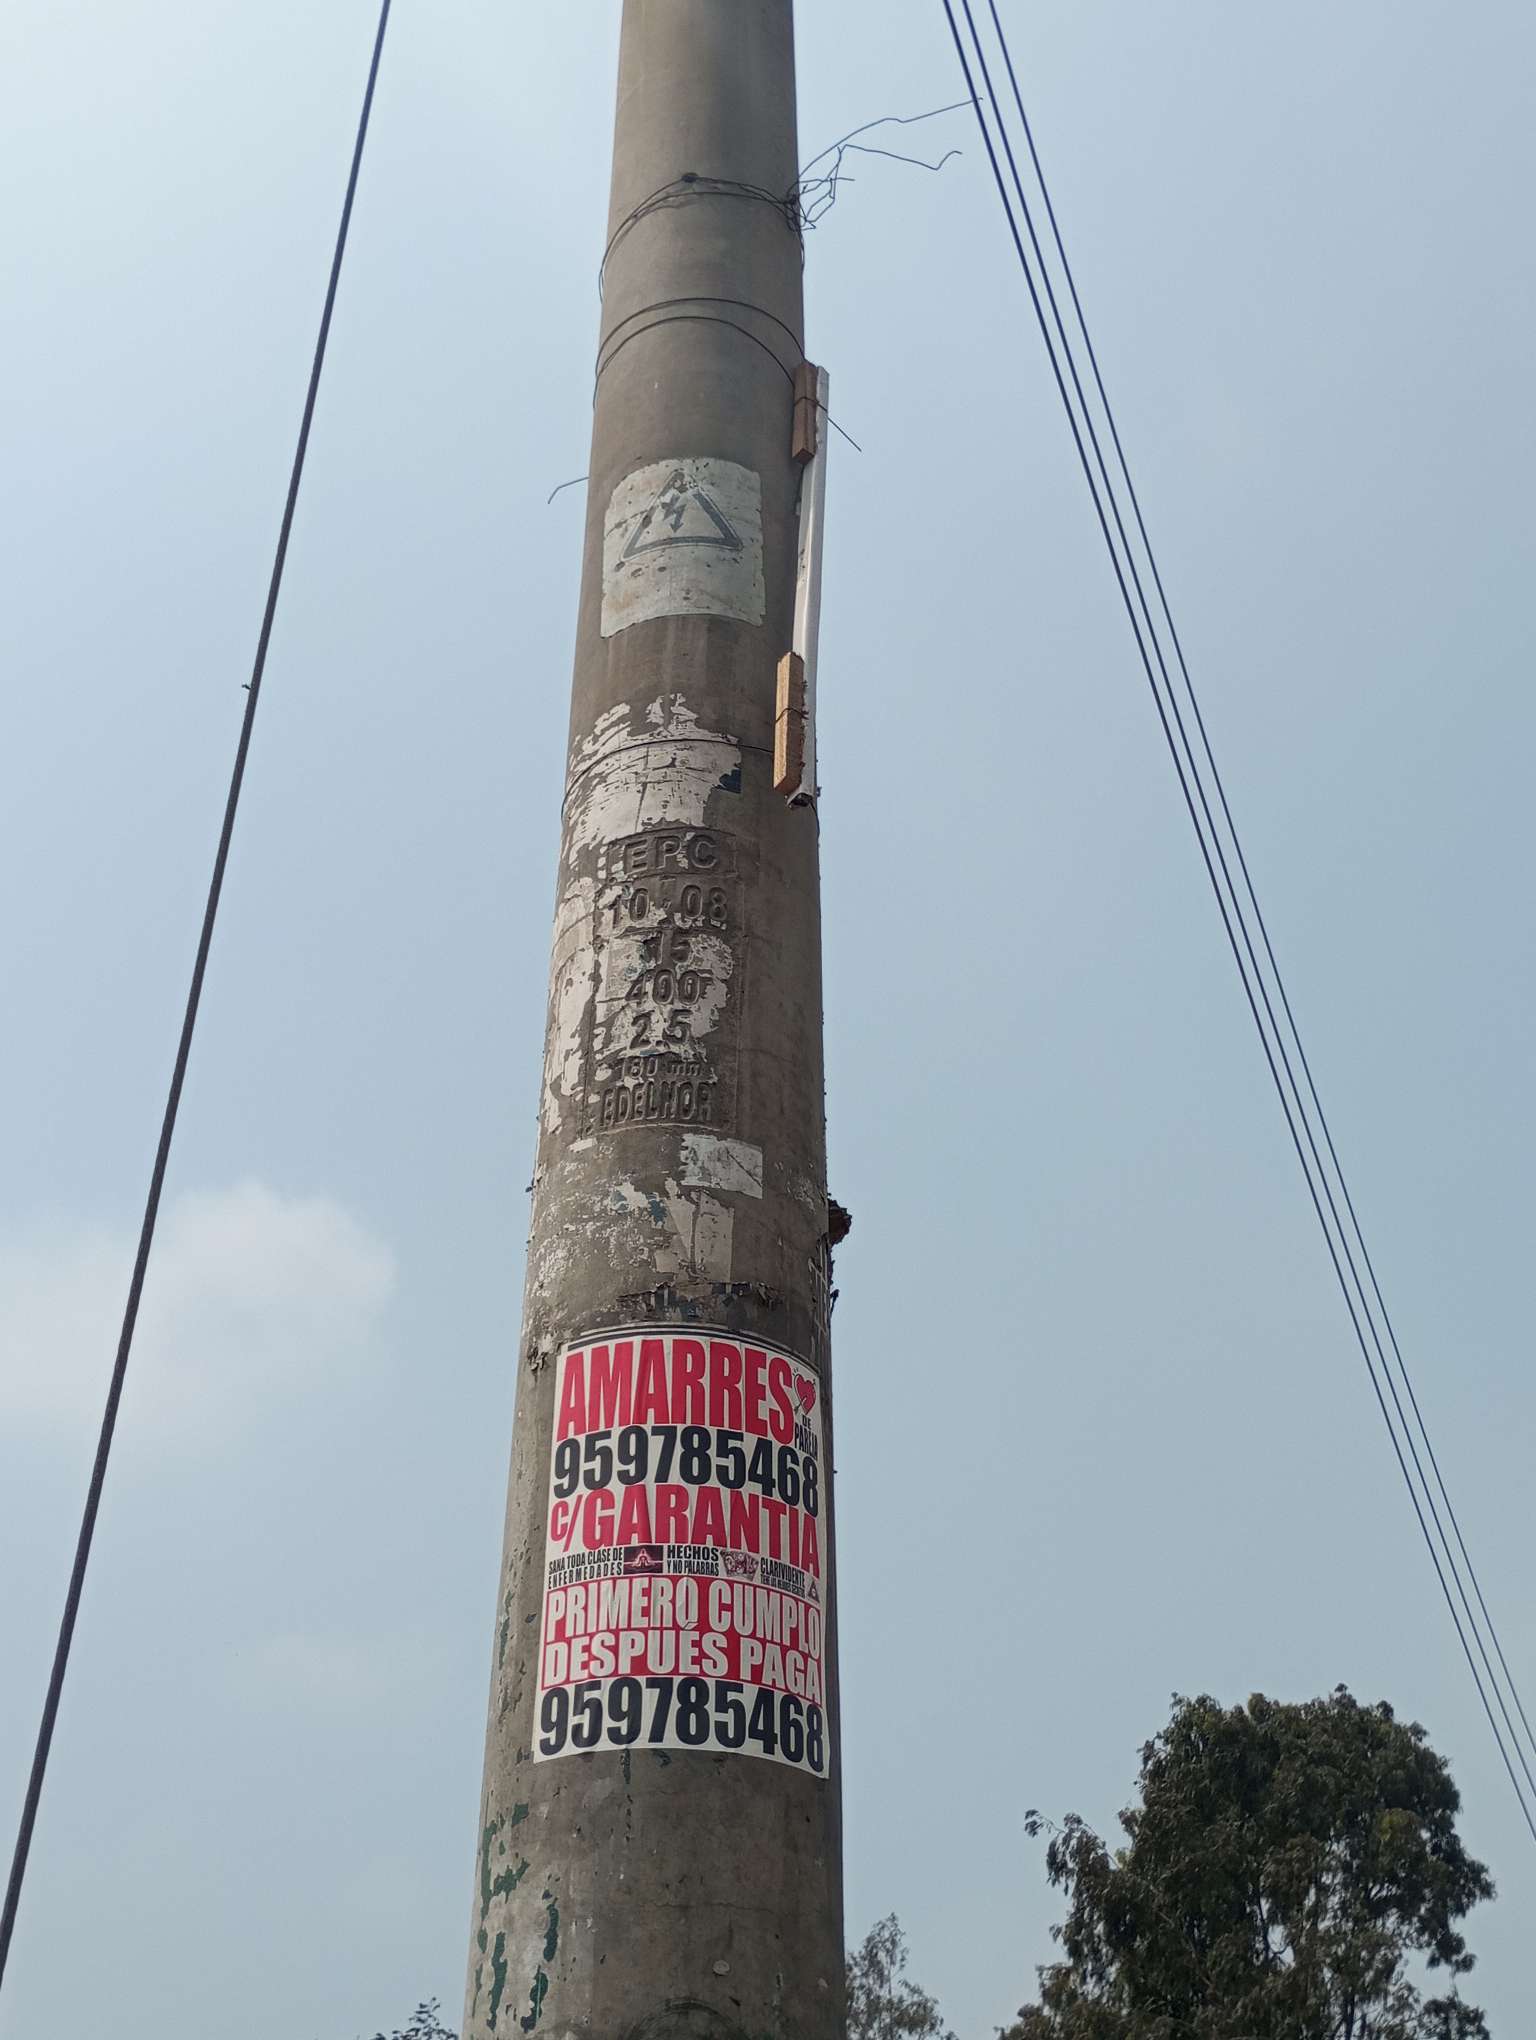 EPC
10.08
15
400
2.5
180 mm
EDELNOR
AMARRES
DE
PAREJA
959785468
C/GARANTIA
SANA TODA CLASE DE
ENFERMEDADES
HECHOS
Y NO PALABRAS
CLARIVIDENTE
PRIMERO CUMPLO
DESPUÉS PAGA
959785468